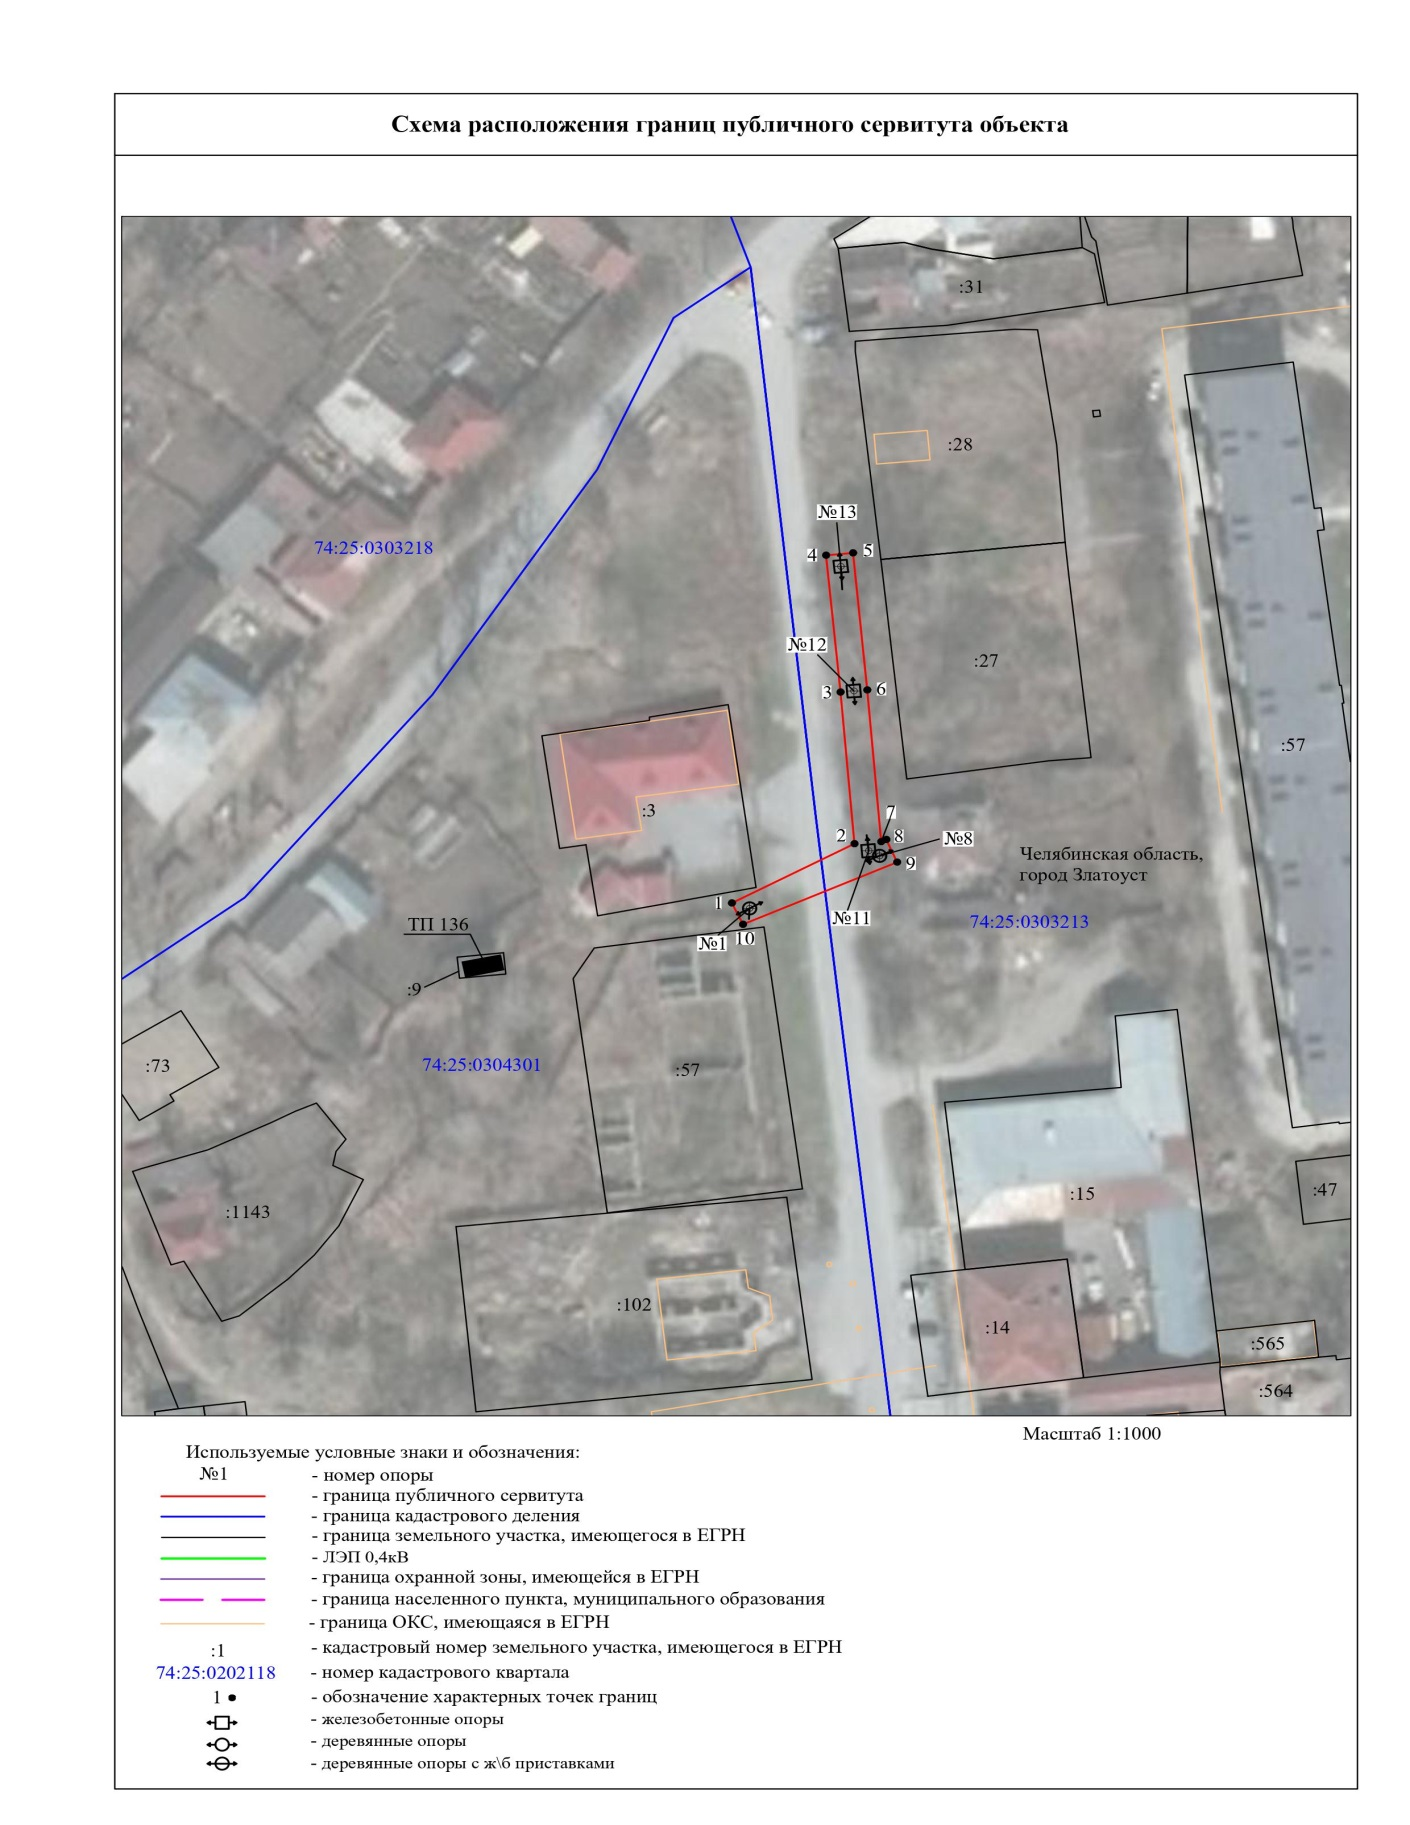 Схема расположения границ публичного сервитута объекта
:31
:28
№13
4
5
74:25:0303218
№12
:27
3
6
:57
:3
7
2
8
№8
9
Челябинская область,
город Златоуст
1
№11
74:25:0303213
ТП 136
№1
10
:9
74:25:0304301
:73
:57
:15
:47
:1143
:102
:14
:565
:564
Масштаб 1:1000
Используемые условные знаки и обозначения:
№1 - номер опоры
- граница публичного сервитута
- граница кадастрового деления
- граница земельного участка, имеющегося в ЕГРН
- ЛЭП 0,4кВ
- граница охранной зоны, имеющейся в ЕГРН
- граница населенного пункта, муниципального образования
- граница ОКС, имеющаяся в ЕГРН
:1 - кадастровый номер земельного участка, имеющегося в ЕГРН
74:25:0202118 - номер кадастрового квартала
1 - обозначение характерных точек границ
- железобетонные опоры
- деревянные опоры
- деревянные опоры с ж\б приставками